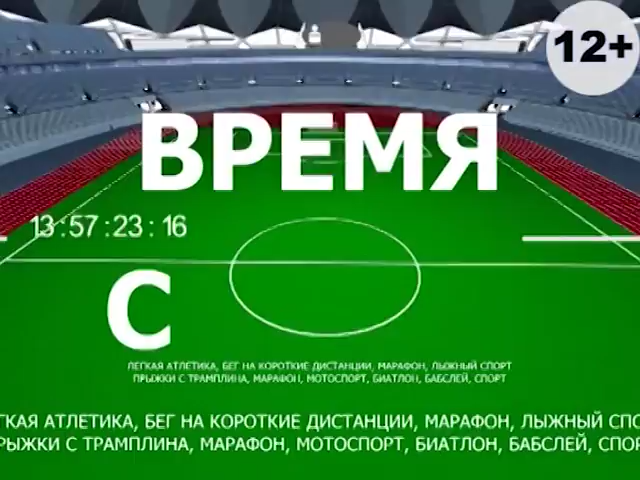 12+
ВРЕМЯ
13:57:23:16
С
ЛЕГКАЯ АТЛЕТИКА, БЕГ НА КОРОТКИЕ ДИСТАНЦИИ, МАРАФОН, ЛЫЖНЫЙ СПОРТ
ПРЫЖКИ С ТРАМПЛИНА, МАРАФОН, МОТОСПОРТ, БИАТЛОН, БАБСЛЕЙ, СПОРТ
ГКАЯ АТЛЕТИКА, БЕГ НА КОРОТКИЕ ДИСТАНЦИИ, МАРАФОН, ЛЫЖНЫЙ СПО
РЫЖКИ С ТРАМПЛИНА, МАРАФОН, МОТОСПОРТ, БИАТЛОН, БАБСЛЕЙ, СПОР